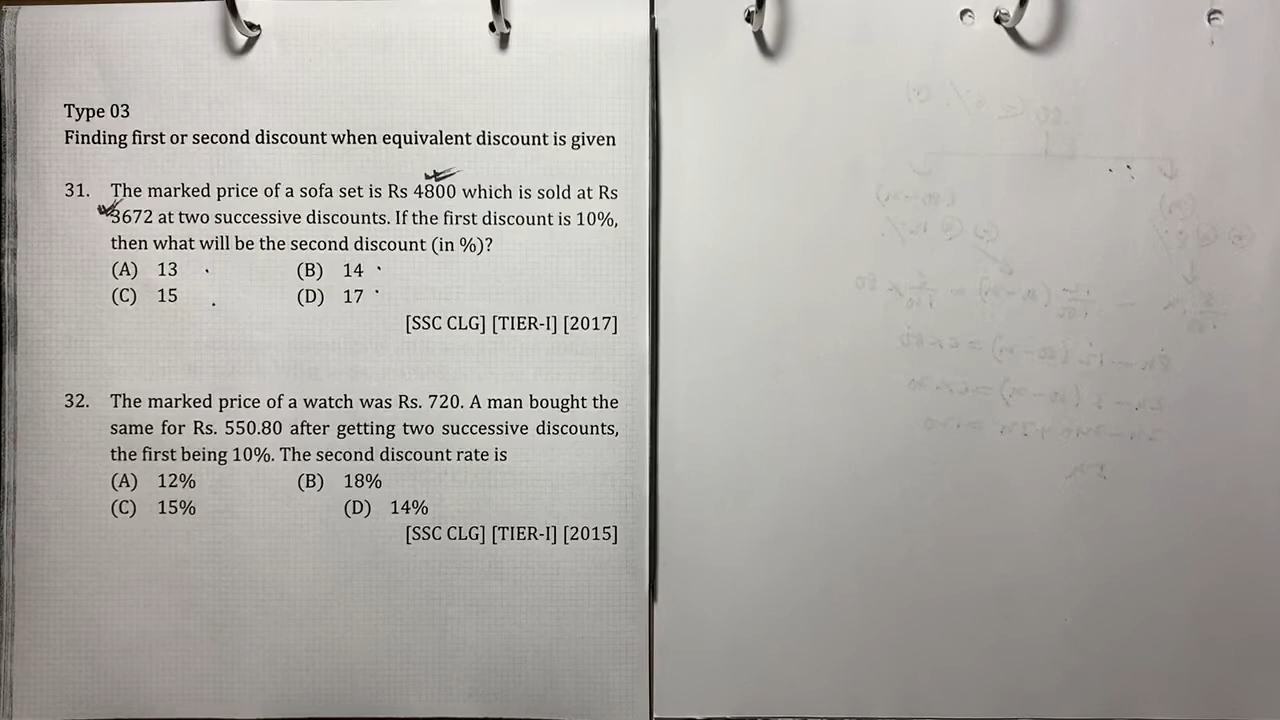 Type 03
Finding first or second discount when equivalent discount is given
31. The marked price of a sofa set is Rs 4800 which is sold at Rs
3672 at two successive discounts. If the first discount is 10%,
then what will be the second discount (in %)?
(A) 13 (B) 14
(C) 15 (D) 17
[SSC CLG] [TIER-I] [2017]
32. The marked price of a watch was Rs. 720. A man bought the
same for Rs. 550.80 after getting two successive discounts,
the first being 10%. The second discount rate is
(A) 12% (B) 18%
(C) 15% (D) 14%
[SSC CLG] [TIER-I] [2015]